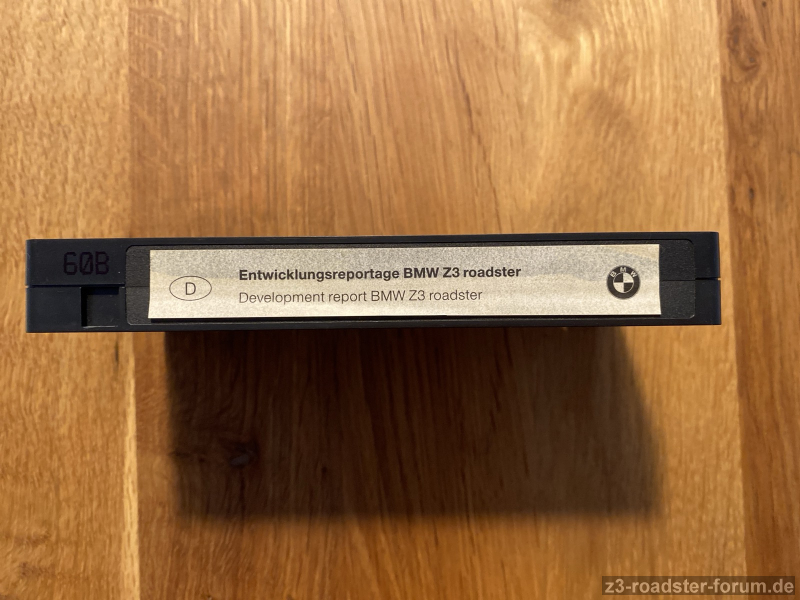 60B
D
Entwicklungsreportage BMW Z3 roadster
Development report BMW Z3 roadster
BMW
z3-roadster-forum.de